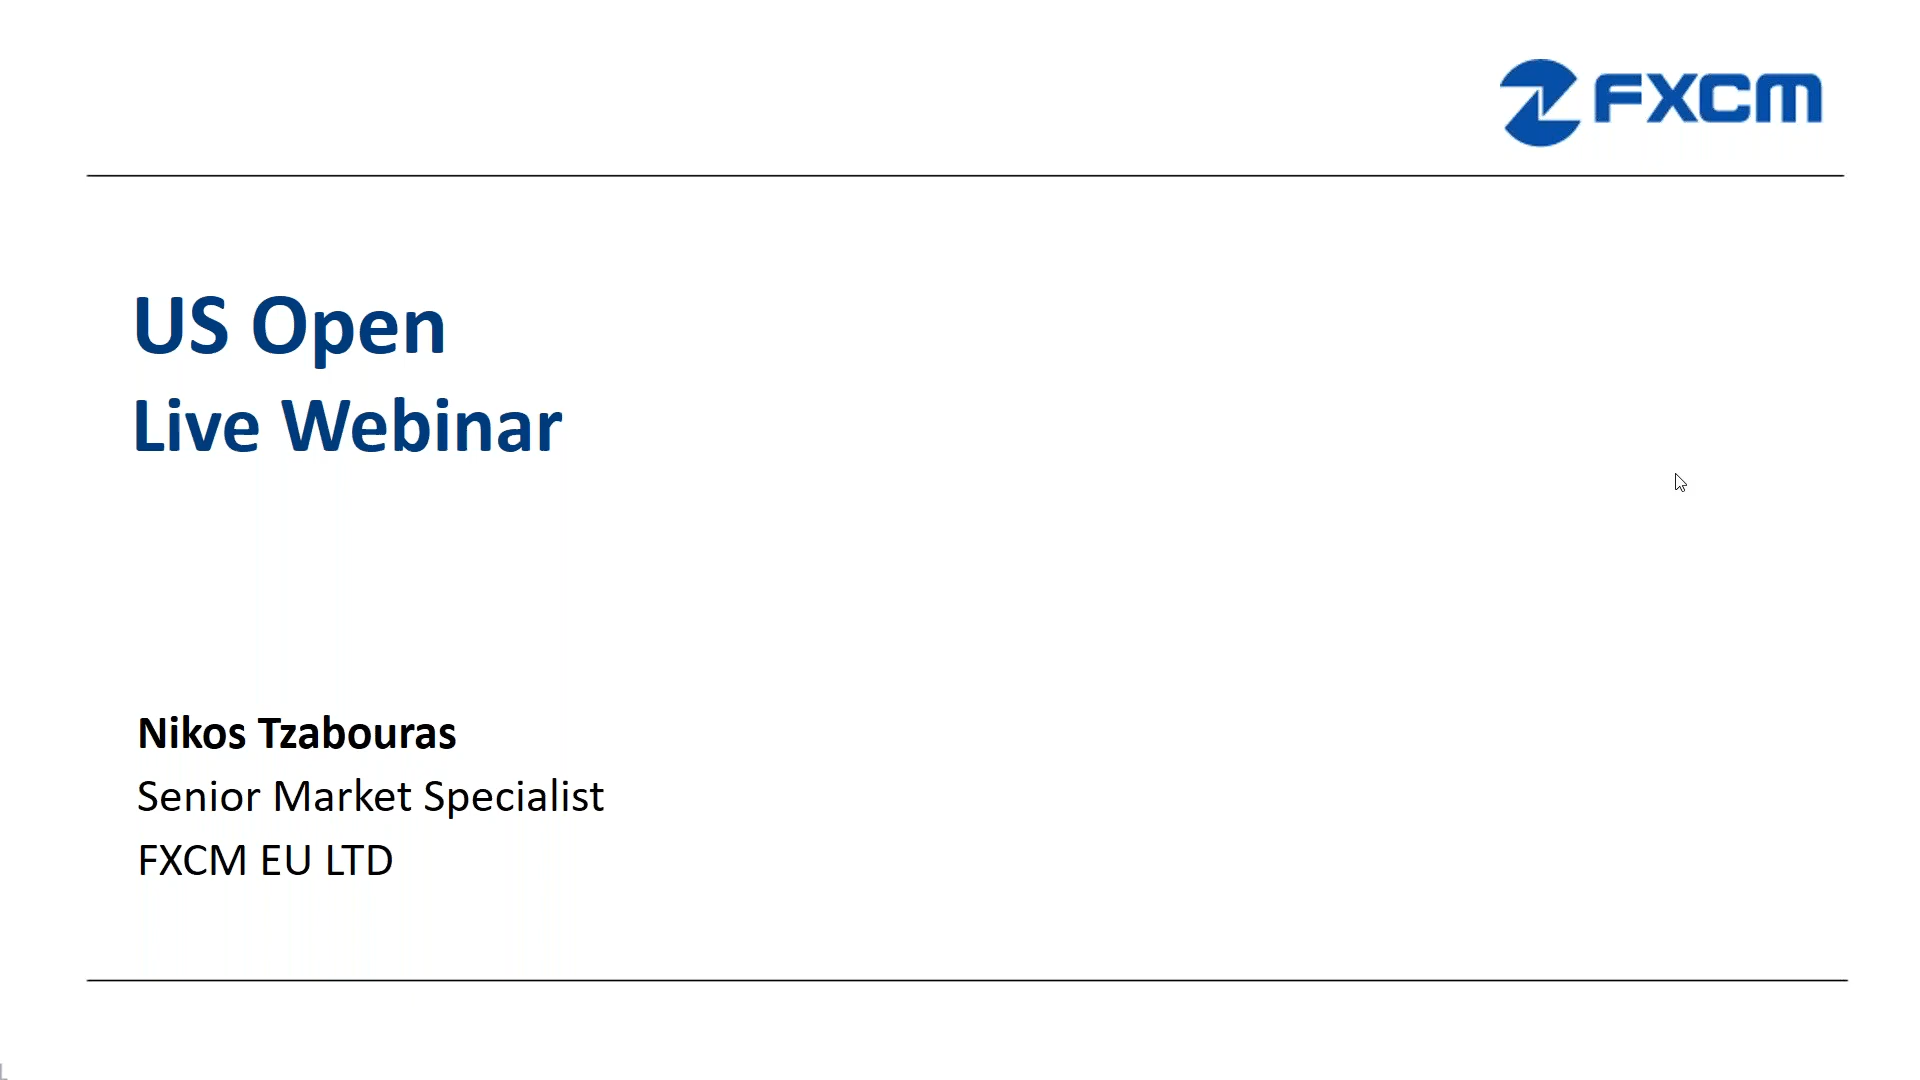 FXCM
US Open
Live Webinar
Nikos Tzabouras
Senior Market Specialist
FXCM EU LTD